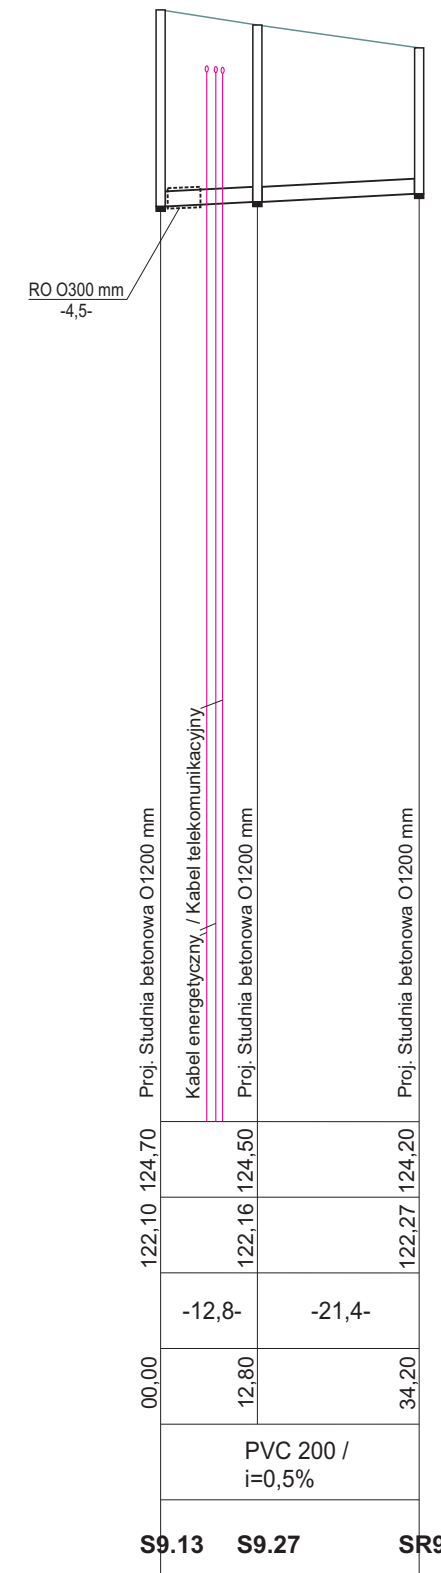 RO O300 mm
-4,5-
Proj. Studnia betonowa O1200 mm
Kabel energetyczny / Kabel telekomunikacyjny
Proj. Studnia betonowa O1200 mm
Proj. Studnia betonowa O1200 mm
124,70
124,50
124,20
122,10
122,16
122,27
-12,8-
-21,4-
00,00
12,80
34,20
PVC 200 /
i=0,5%
S9.13
S9.27
SR9